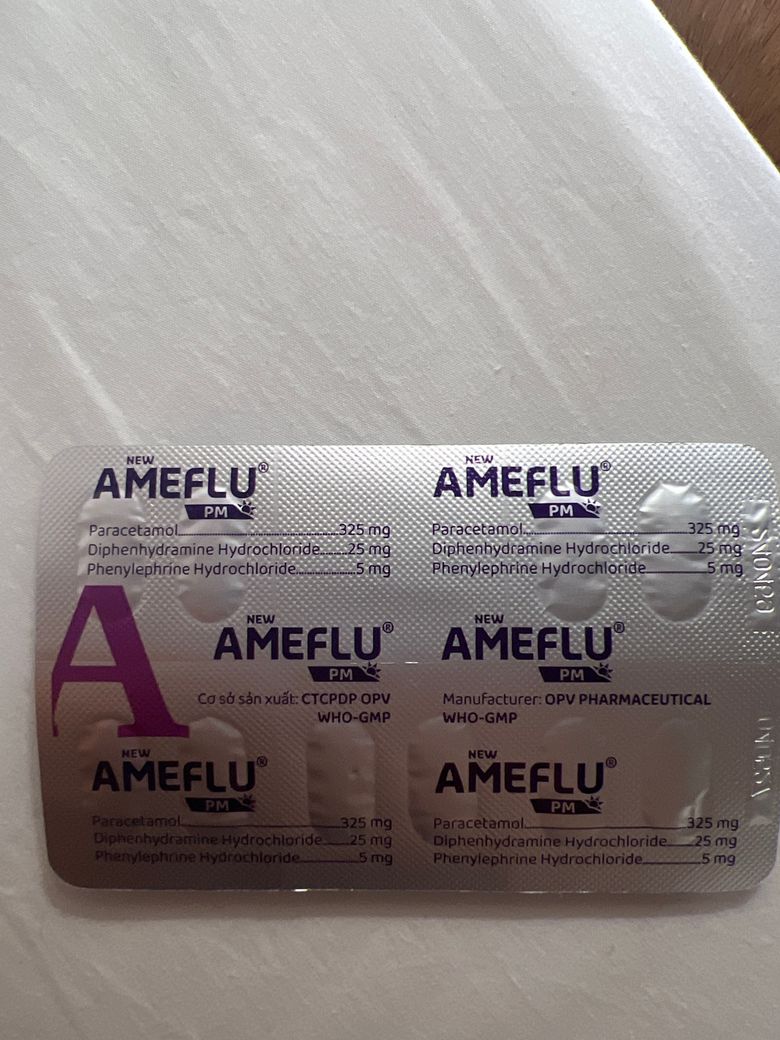 NEW
AMEFLU®
PM
Paracetamol 325 mg
Diphenhydramine Hydrochloride 25 mg
Phenylephrine Hydrochloride 5 mg
NEW
AMEFLU®
PM
Paracetamol 325 mg
Diphenhydramine Hydrochloride 25 mg
Phenylephrine Hydrochloride 5 mg
A
NEW
AMEFLU®
PM
Cơ sở sản xuất: CTCPDP OPV
WHO-GMP
NEW
AMEFLU®
PM
Manufacturer: OPV PHARMACEUTICAL
WHO-GMP
NEW
AMEFLU®
PM
Paracetamol 325 mg
Diphenhydramine Hydrochloride 25 mg
Phenylephrine Hydrochloride 5 mg
NEW
AMEFLU®
PM
Paracetamol 325 mg
Diphenhydramine Hydrochloride 25 mg
Phenylephrine Hydrochloride 5 mg